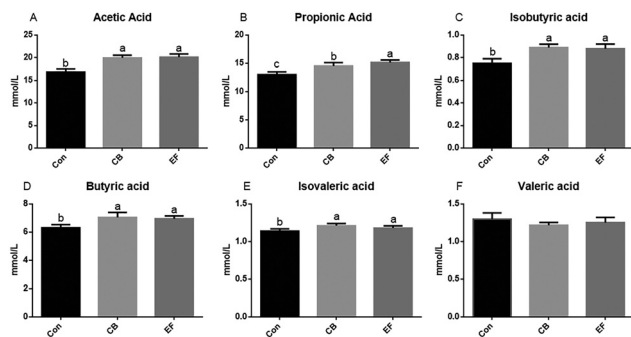 A Acetic Acid
mmol/L
25
20
15
10
5
0
b a a
Con CB EF
B Propionic Acid
mmol/L
20
15
10
5
0
c b a
Con CB EF
C Isobutyric acid
mmol/L
1.0
0.8
0.6
0.4
0.2
0.0
b a a
Con CB EF
D Butyric acid
mmol/L
8
6
4
2
0
b a a
Con CB EF
E Isovaleric acid
mmol/L
1.5
1.0
0.5
0.0
b a a
Con CB EF
F Valeric acid
mmol/L
1.5
1.0
0.5
0.0
Con CB EF